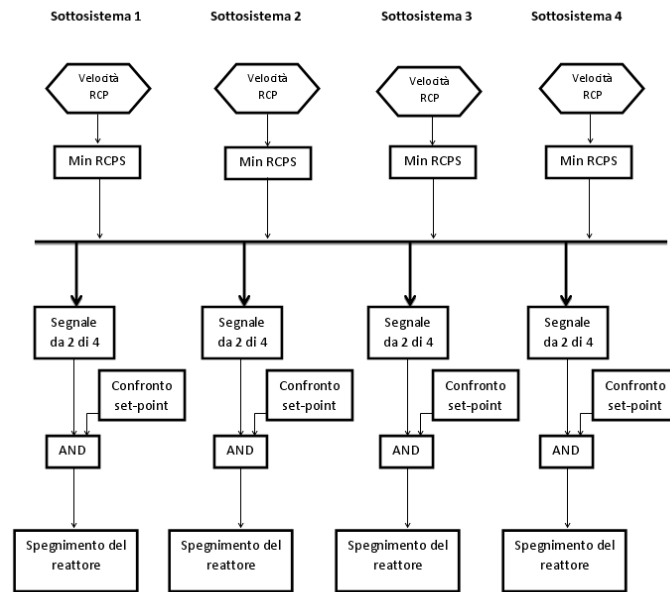 Sottosistema 1
Sottosistema 2
Sottosistema 3
Sottosistema 4
Velocità
RCP
Velocità
RCP
Velocità
RCP
Velocità
RCP
Min RCPS
Min RCPS
Min RCPS
Min RCPS
Segnale
da 2 di 4
Segnale
da 2 di 4
Segnale
da 2 di 4
Segnale
da 2 di 4
Confronto
set-point
Confronto
set-point
Confronto
set-point
Confronto
set-point
AND
AND
AND
AND
Spegnimento del
reattore
Spegnimento del
reattore
Spegnimento del
reattore
Spegnimento del
reattore